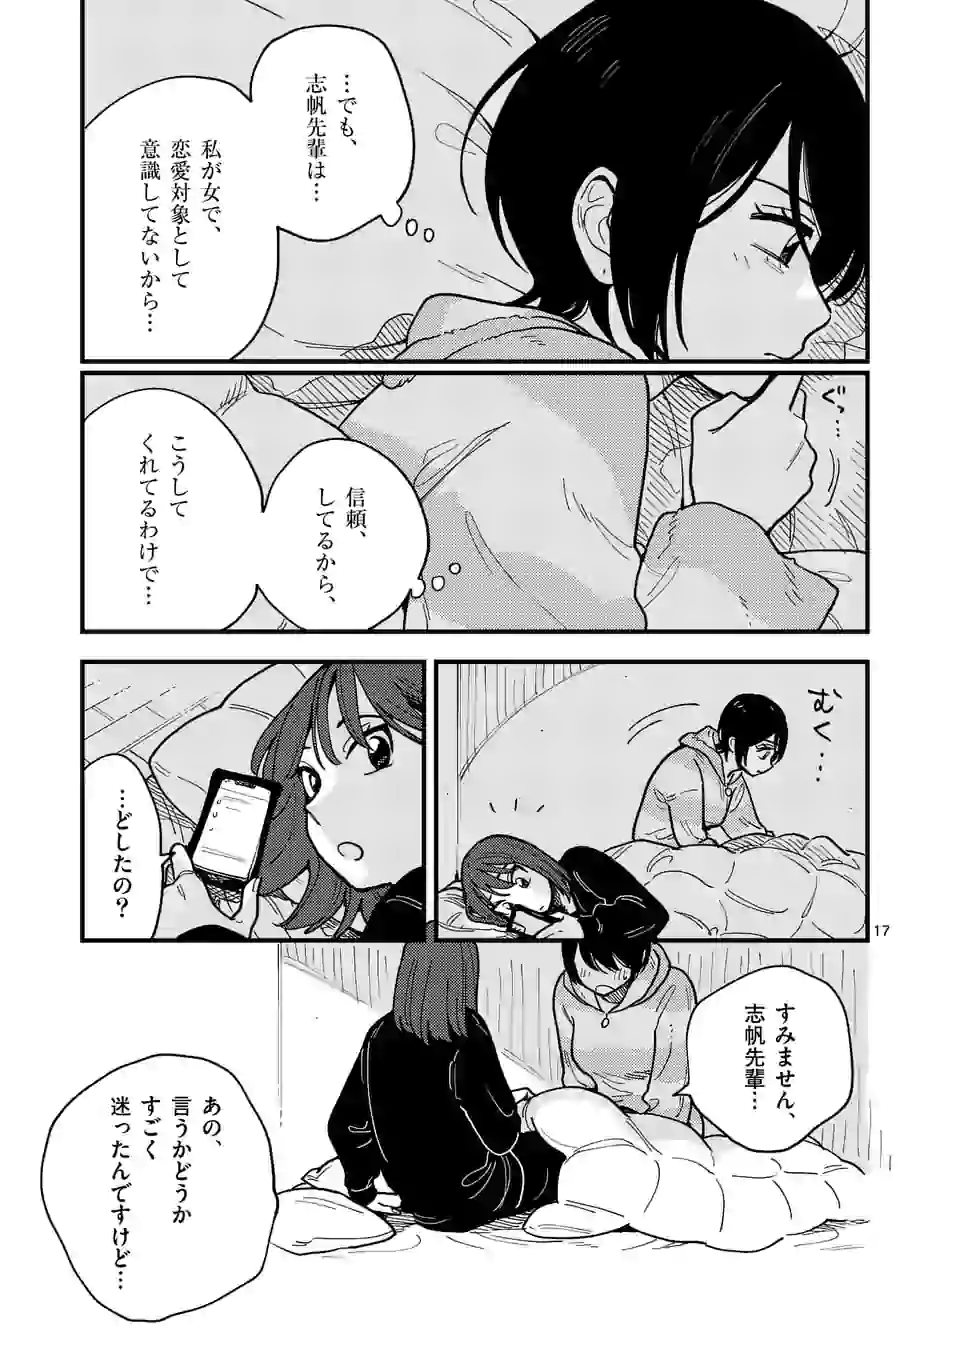 …でも、
志帆先輩は…
私が女で、
恋愛対象として
意識してないから…
ぐっ…
信頼、
してるから、
こうして
くれてるわけで…
むく…
…どしたの？
17
すみません、
志帆先輩…
あの、
言うかどうか
すごく
迷ったんですけど…